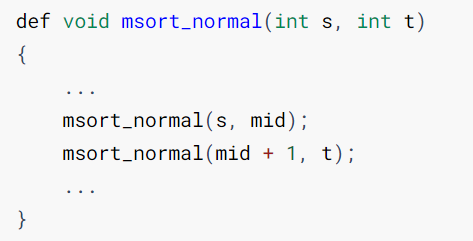 def void msort_normal(int s, int t)
{
    ...
    msort_normal(s, mid);
    msort_normal(mid + 1, t);
    ...
}